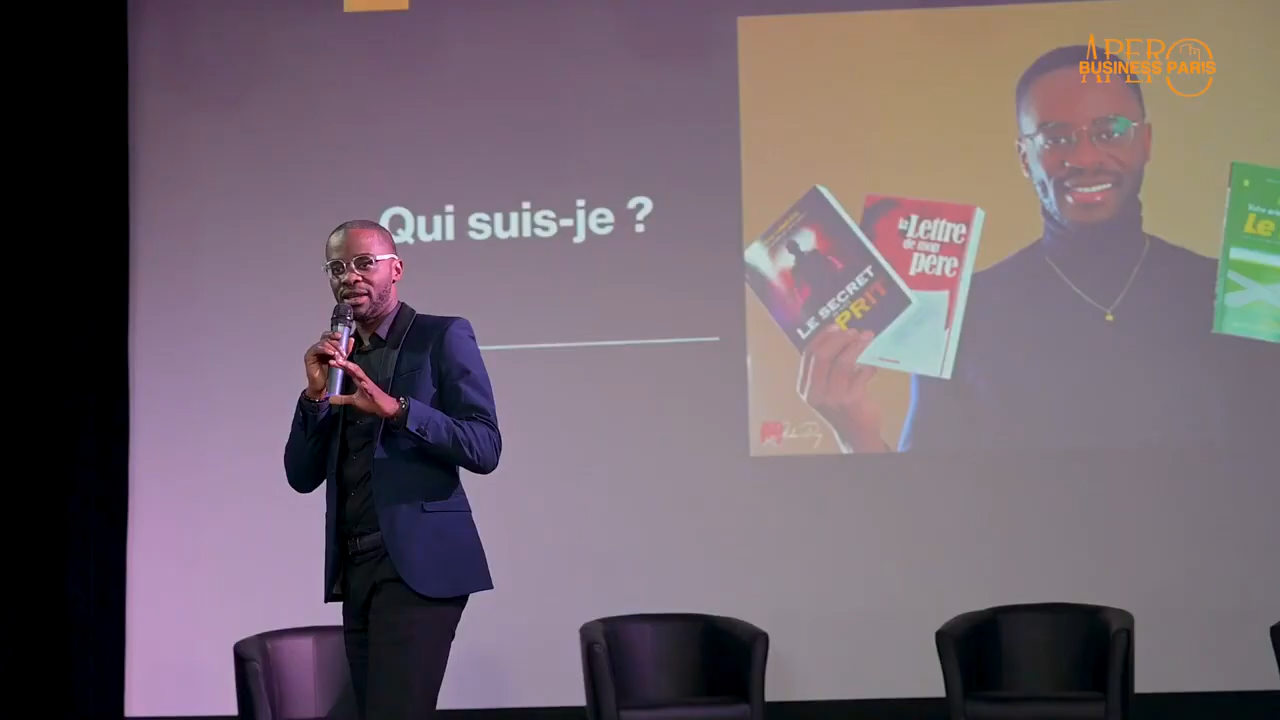 APERO
BUSINESS PARIS
Qui suis-je ?
la Lettre
de mon
père
LE SECRET
PRIT
Le